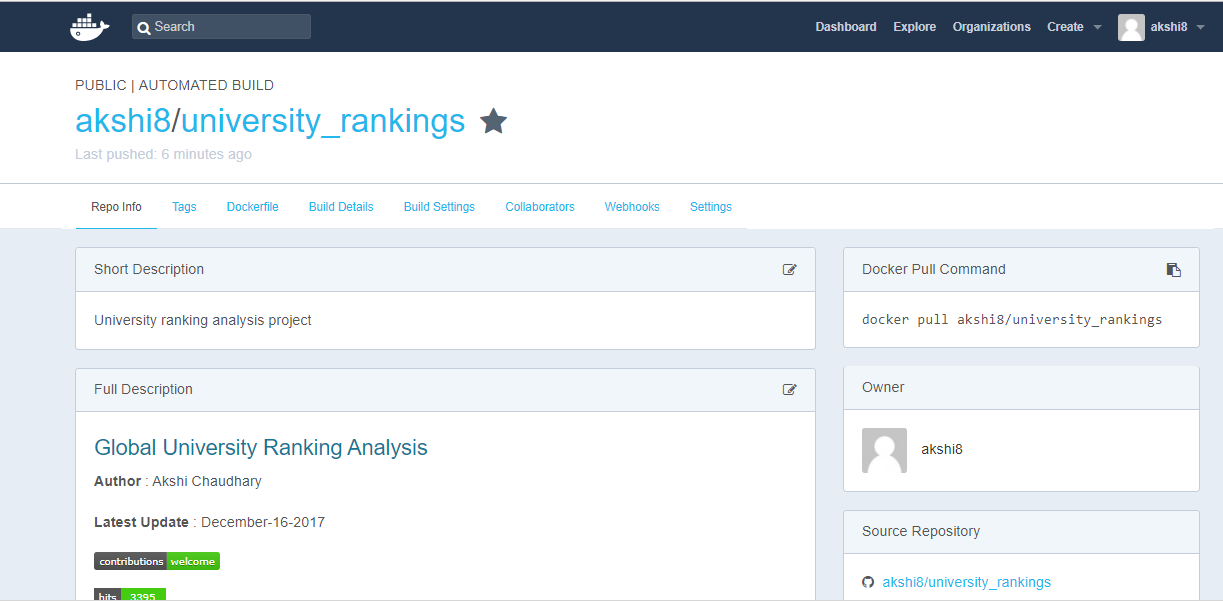 Search
Dashboard Explore Organizations Create akshi8
PUBLIC | AUTOMATED BUILD
akshi8/university_rankings
Last pushed: 6 minutes ago
Repo Info Tags Dockerfile Build Details Build Settings Collaborators Webhooks Settings
Short Description
University ranking analysis project
Full Description
Global University Ranking Analysis
Author : Akshi Chaudhary
Latest Update : December-16-2017
contributions welcome
hits 3395
Docker Pull Command
docker pull akshi8/university_rankings
Owner
akshi8
Source Repository
akshi8/university_rankings